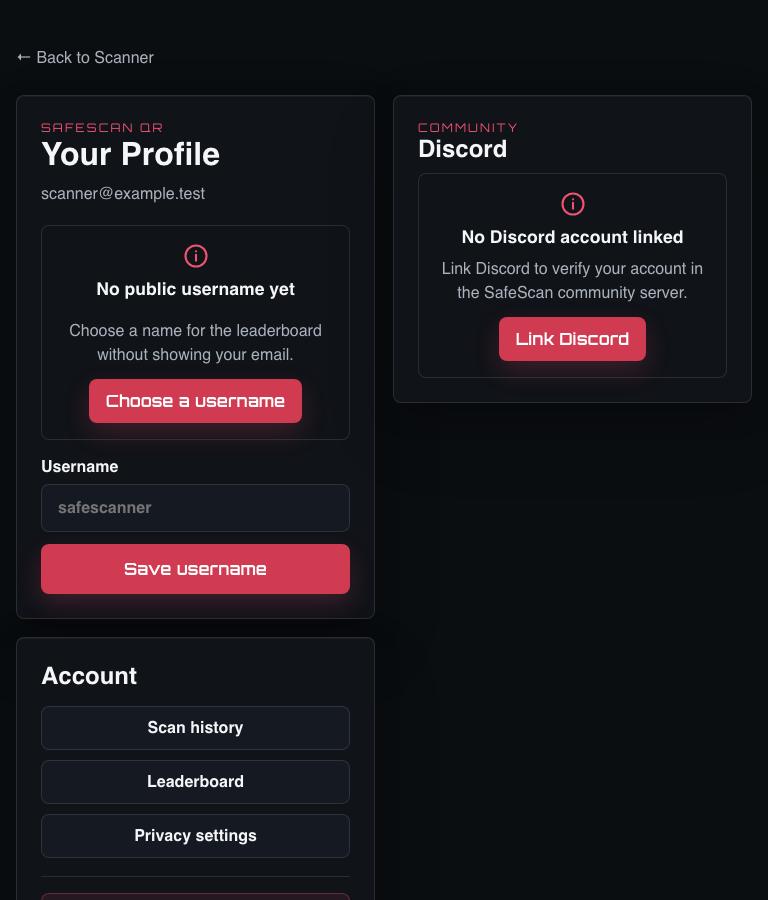 ← Back to Scanner
SAFESCAN QR
Your Profile
scanner@example.test
No public username yet
Choose a name for the leaderboard
without showing your email.
Choose a username
Username
safescanner
Save username
COMMUNITY
Discord
No Discord account linked
Link Discord to verify your account in
the SafeScan community server.
Link Discord
Account
Scan history
Leaderboard
Privacy settings